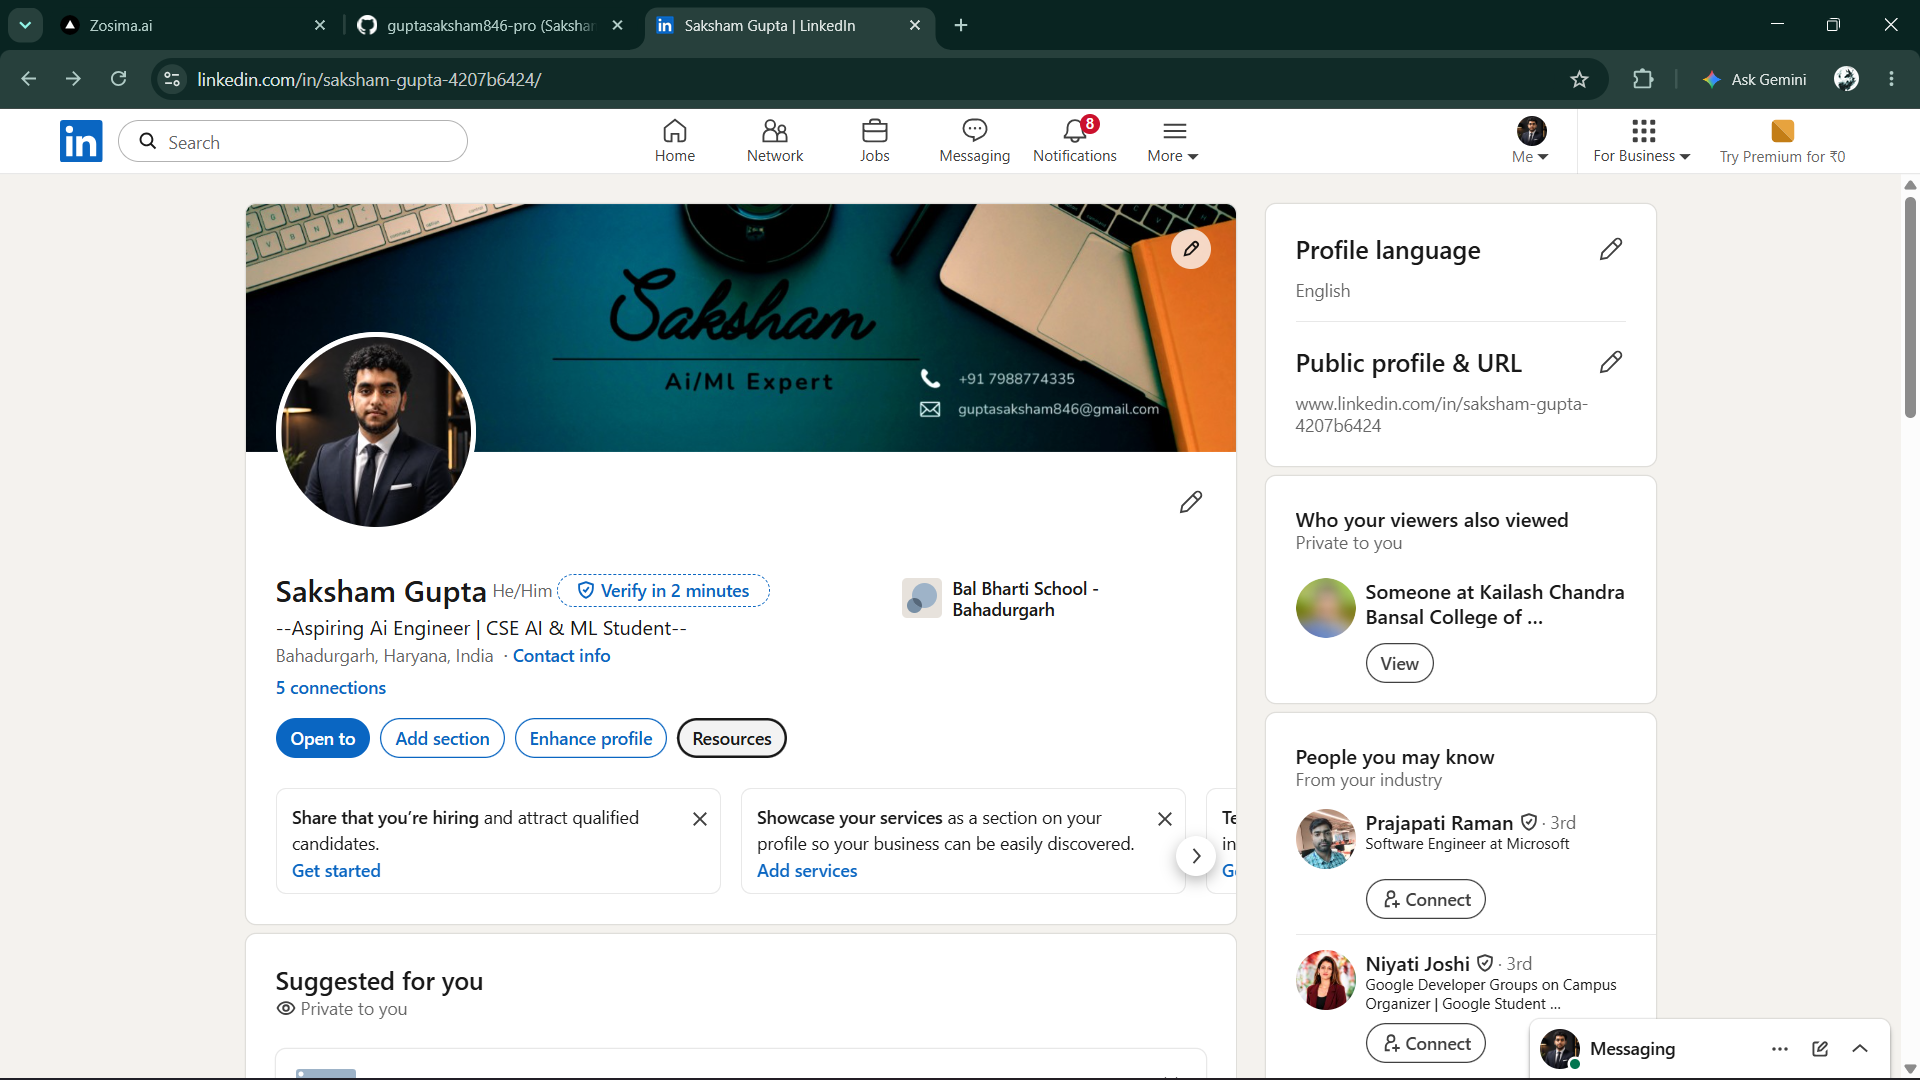 Zosima.ai
guptasaksham846-pro (Saksha
Saksham Gupta | LinkedIn
linkedin.com/in/saksham-gupta-4207b6424/
Ask Gemini
in
Search
Home
Network
Jobs
Messaging
8
Notifications
More
Me
For Business
Try Premium for ₹0
Saksham
Ai/Ml Expert
+91 7988774335
guptasaksham846@gmail.com
Saksham Gupta He/Him Verify in 2 minutes
--Aspiring Ai Engineer | CSE AI & ML Student--
Bahadurgarh, Haryana, India · Contact info
5 connections
Bal Bharti School -
Bahadurgarh
Open to
Add section
Enhance profile
Resources
Share that you’re hiring and attract qualified
candidates.
Get started
Showcase your services as a section on your
profile so your business can be easily discovered.
Add services
Te
in
Suggested for you
Private to you
Profile language
English
Public profile & URL
www.linkedin.com/in/saksham-gupta-
4207b6424
Who your viewers also viewed
Private to you
Someone at Kailash Chandra
Bansal College of ...
View
People you may know
From your industry
Prajapati Raman · 3rd
Software Engineer at Microsoft
Connect
Niyati Joshi · 3rd
Google Developer Groups on Campus
Organizer | Google Student ...
Connect
Messaging